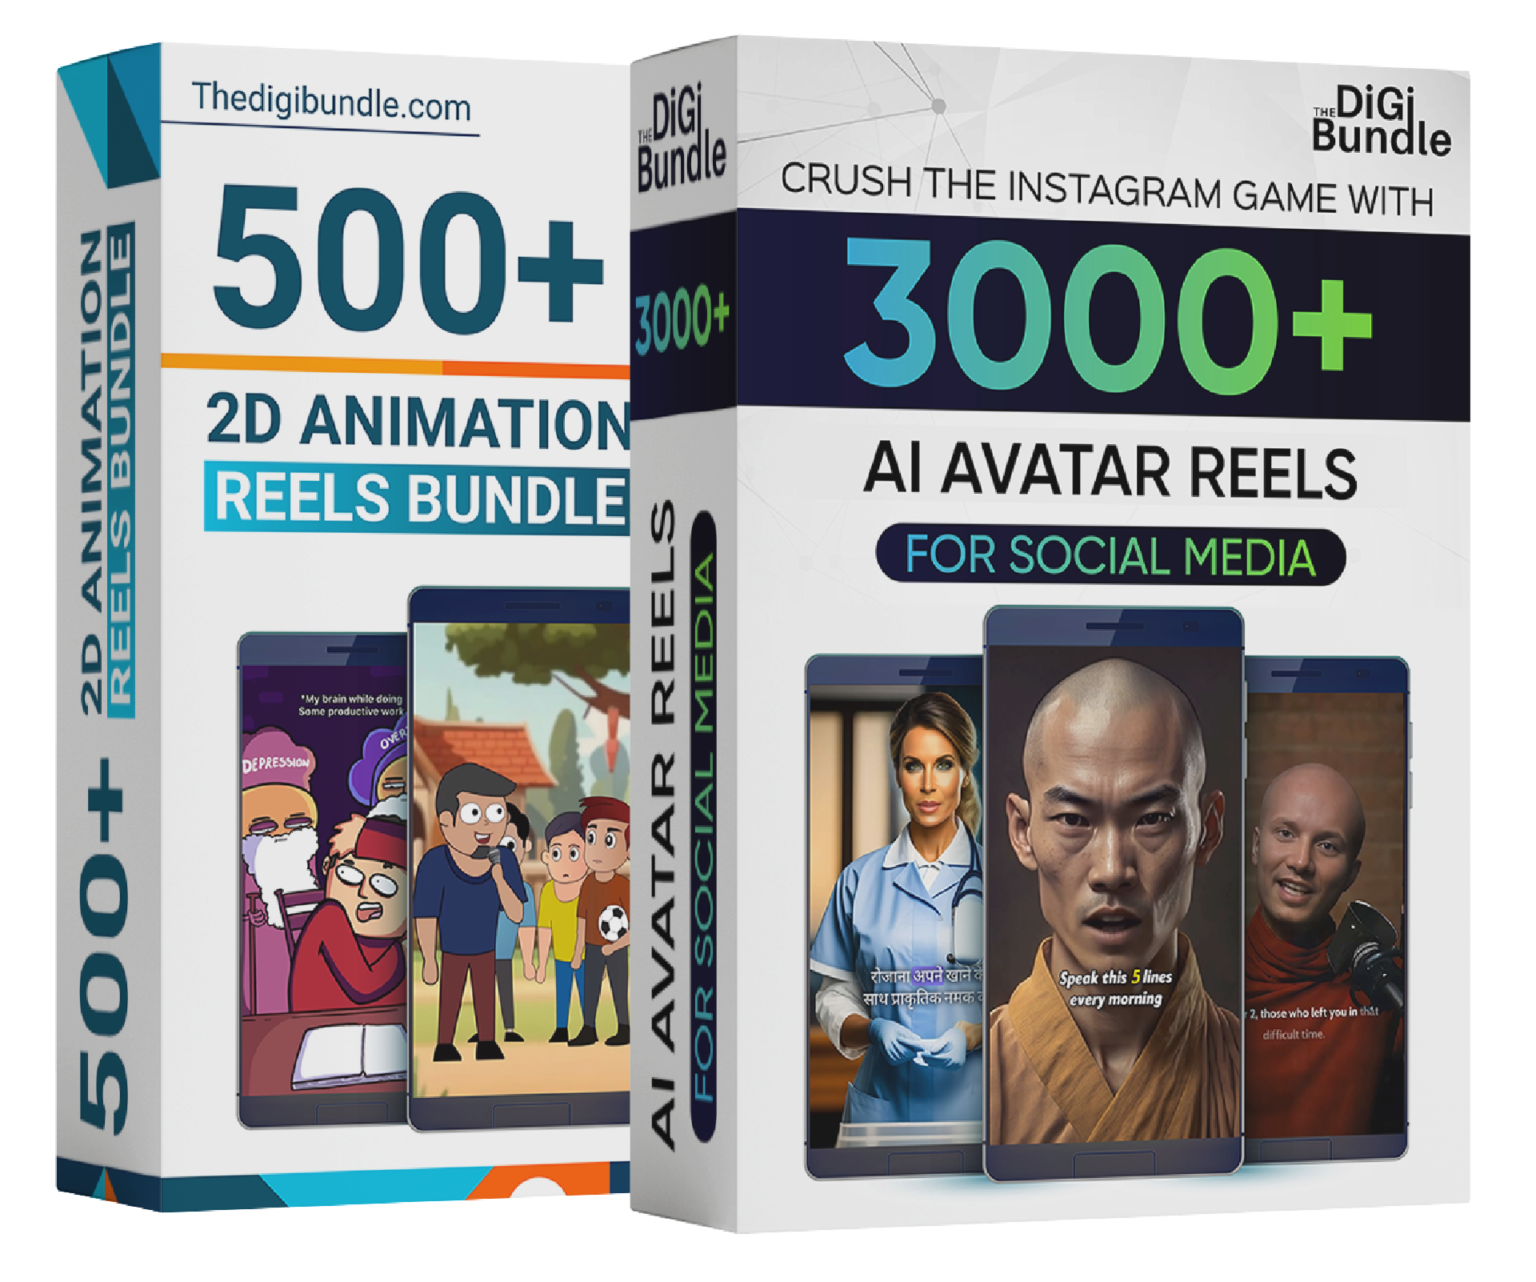 Thedigibundle.com
500+
2D ANIMATION
REELS BUNDLE
*My brain while doing
Some productive work
DEPRESSION
500+ 2D ANIMATION
REELS BUNDLE
THE DiGi
Bundle
3000+
AI AVATAR REELS
FOR SOCIAL MEDIA
THE DiGi
Bundle
CRUSH THE INSTAGRAM GAME WITH
3000+
AI AVATAR REELS
FOR SOCIAL MEDIA
रोजाना अपने खाने
साथ प्राकृतिक नमक
Speak this 5 lines
every morning
2, those who left you in that
difficult time.